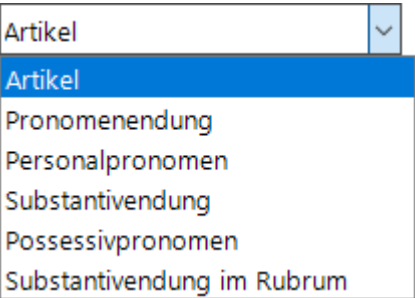 Artikel
Artikel
Pronomenendung
Personalpronomen
Substantivendung
Possessivpronomen
Substantivendung im Rubrum